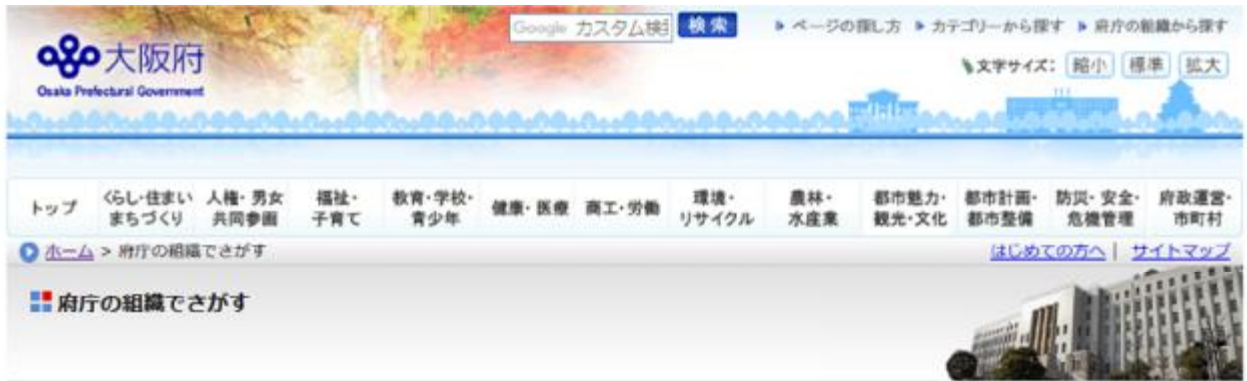 Google カスタム検
検索
ページの探し方
カテゴリーから探す
府庁の組織から探す
大阪府
Osaka Prefectural Government
文字サイズ：
縮小
標準
拡大
トップ
くらし・住まい
まちづくり
人権・男女
共同参画
福祉・
子育て
教育・学校・
青少年
健康・医療
商工・労働
環境・
リサイクル
農林・
水産業
都市魅力・
観光・文化
都市計画・
都市整備
防災・安全・
危機管理
府政運営・
市町村
ホーム > 府庁の組織でさがす
はじめての方へ | サイトマップ
府庁の組織でさがす